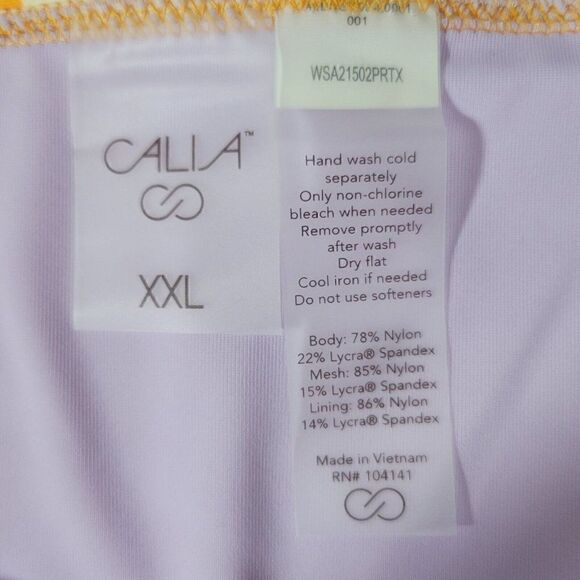 CALIA™
XXL
001
WSA21502PRTX
Hand wash cold
separately
Only non-chlorine
bleach when needed
Remove promptly
after wash
Dry flat
Cool iron if needed
Do not use softeners
Body: 78% Nylon
22% Lycra® Spandex
Mesh: 85% Nylon
15% Lycra® Spandex
Lining: 86% Nylon
14% Lycra® Spandex
Made in Vietnam
RN# 104141